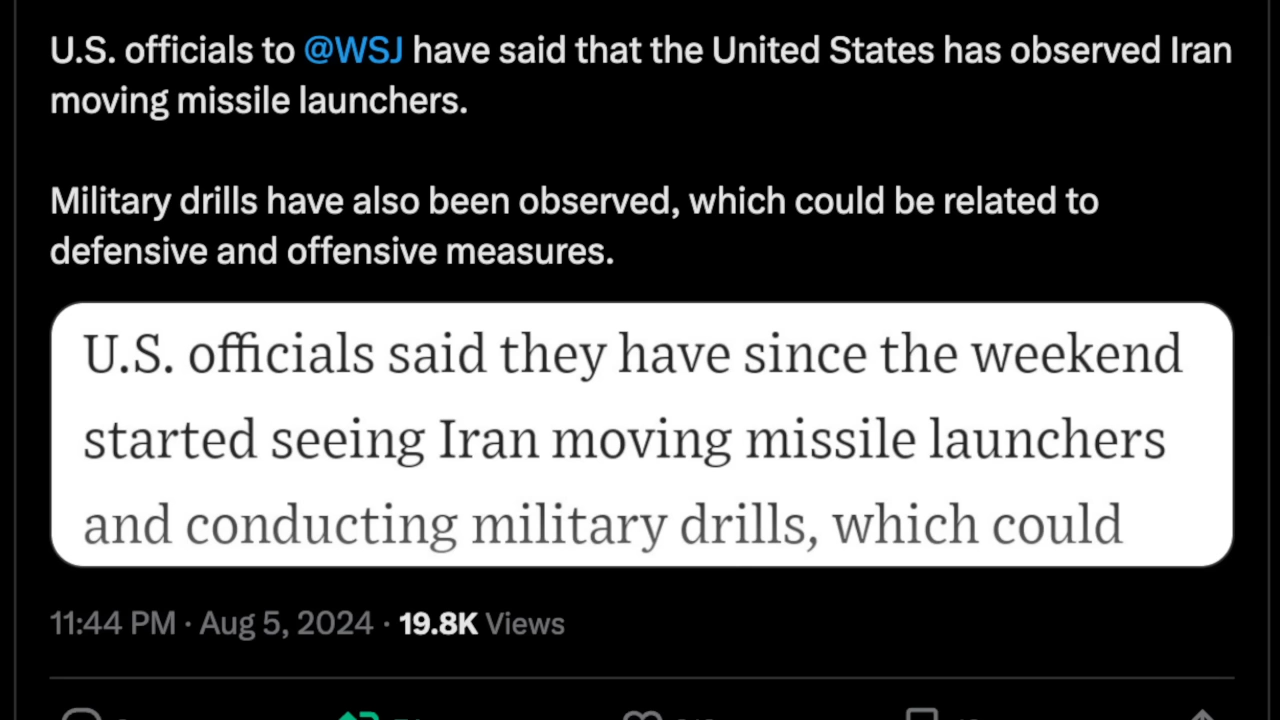 U.S. officials to @WSJ have said that the United States has observed Iran
moving missile launchers.
Military drills have also been observed, which could be related to
defensive and offensive measures.
U.S. officials said they have since the weekend
started seeing Iran moving missile launchers
and conducting military drills, which could
11:44 PM · Aug 5, 2024 · 19.8K Views